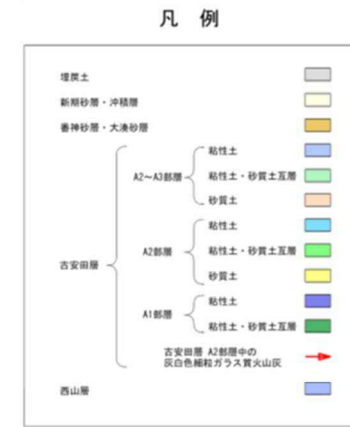 凡 例
埋戻土
新期砂層・沖積層
番神砂層・大湊砂層
古安田層
A2～A3部層
粘性土
粘性土・砂質土互層
砂質土
A2部層
粘性土
粘性土・砂質土互層
砂質土
A1部層
粘性土
粘性土・砂質土互層
古安田層 A2部層中の
灰白色細粒ガラス質火山灰
西山層